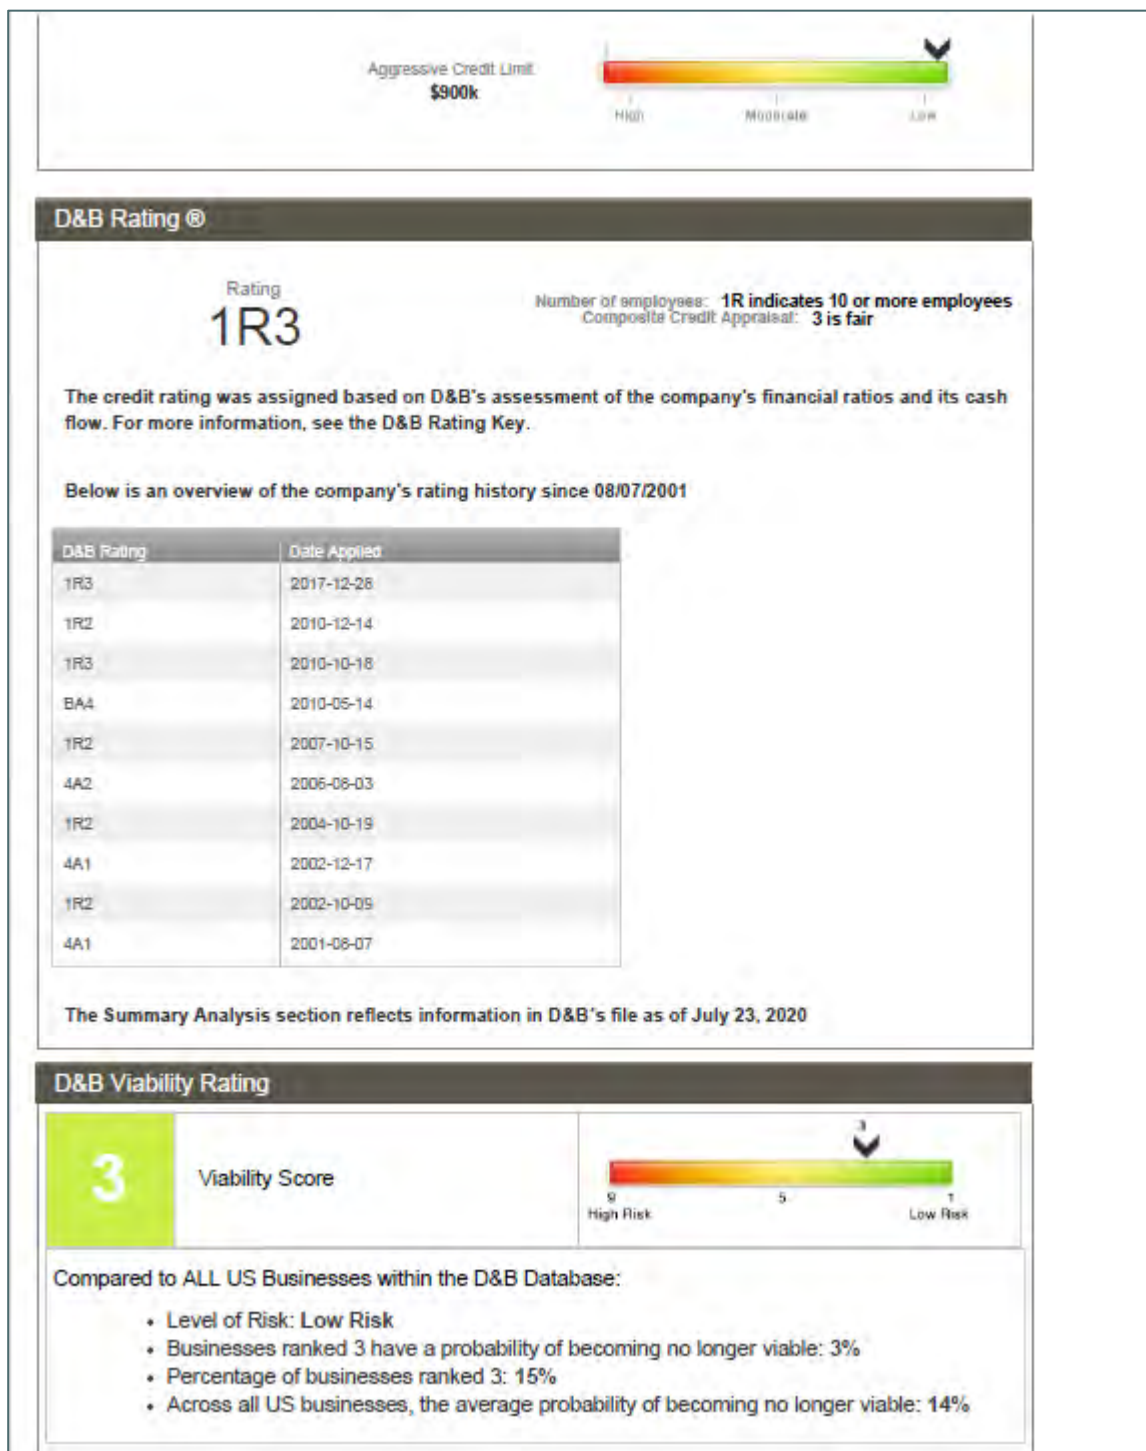 Aggressive Credit Limit
$900k
High Moderate Low
D&B Rating ®
Rating
1R3
Number of employees: 1R indicates 10 or more employees
Composite Credit Appraisal: 3 is fair
The credit rating was assigned based on D&B's assessment of the company's financial ratios and its cash
flow. For more information, see the D&B Rating Key.
Below is an overview of the company's rating history since 08/07/2001
D&B Rating Date Applied
1R3 2017-12-28
1R2 2010-12-14
1R3 2010-10-18
BA4 2010-05-14
1R2 2007-10-15
4A2 2006-08-03
1R2 2004-10-19
4A1 2002-12-17
1R2 2002-10-09
4A1 2001-08-07
The Summary Analysis section reflects information in D&B's file as of July 23, 2020
D&B Viability Rating
3
Viability Score
3
9 5 1
High Risk Low Risk
Compared to ALL US Businesses within the D&B Database:
• Level of Risk: Low Risk
• Businesses ranked 3 have a probability of becoming no longer viable: 3%
• Percentage of businesses ranked 3: 15%
• Across all US businesses, the average probability of becoming no longer viable: 14%